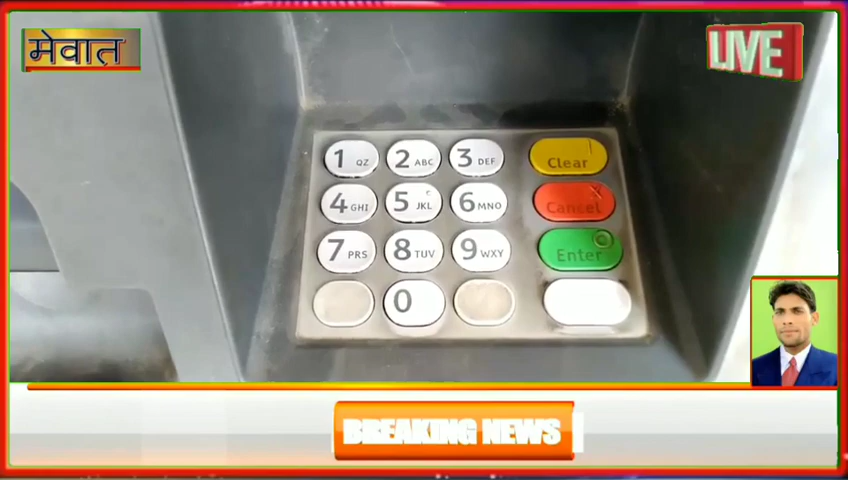 मेवात
LIVE
1 QZ 2 ABC 3 DEF Clear
4 GHI 5 JKL 6 MNO Cancel
7 PRS 8 TUV 9 WXY Enter
0
BREAKING NEWS